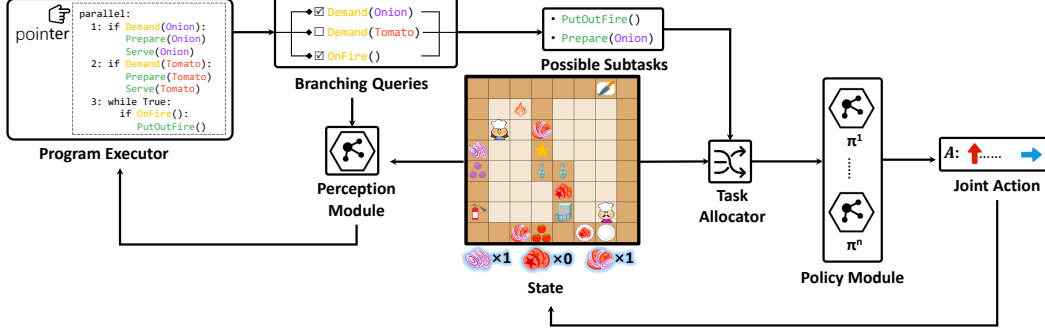 pointer
parallel:
1: if Demand(Onion):
Prepare(Onion)
Serve(Onion)
2: if Demand(Tomato):
Prepare(Tomato)
Serve(Tomato)
3: while True:
if OnFire():
PutOutFire()
Program Executor
Demand(Onion)
Demand(Tomato)
OnFire()
Branching Queries
Perception
Module
• PutOutFire()
• Prepare(Onion)
Possible Subtasks
×1
×0
×1
State
Task
Allocator
π¹
......
πⁿ
Policy Module
A: ......
Joint Action